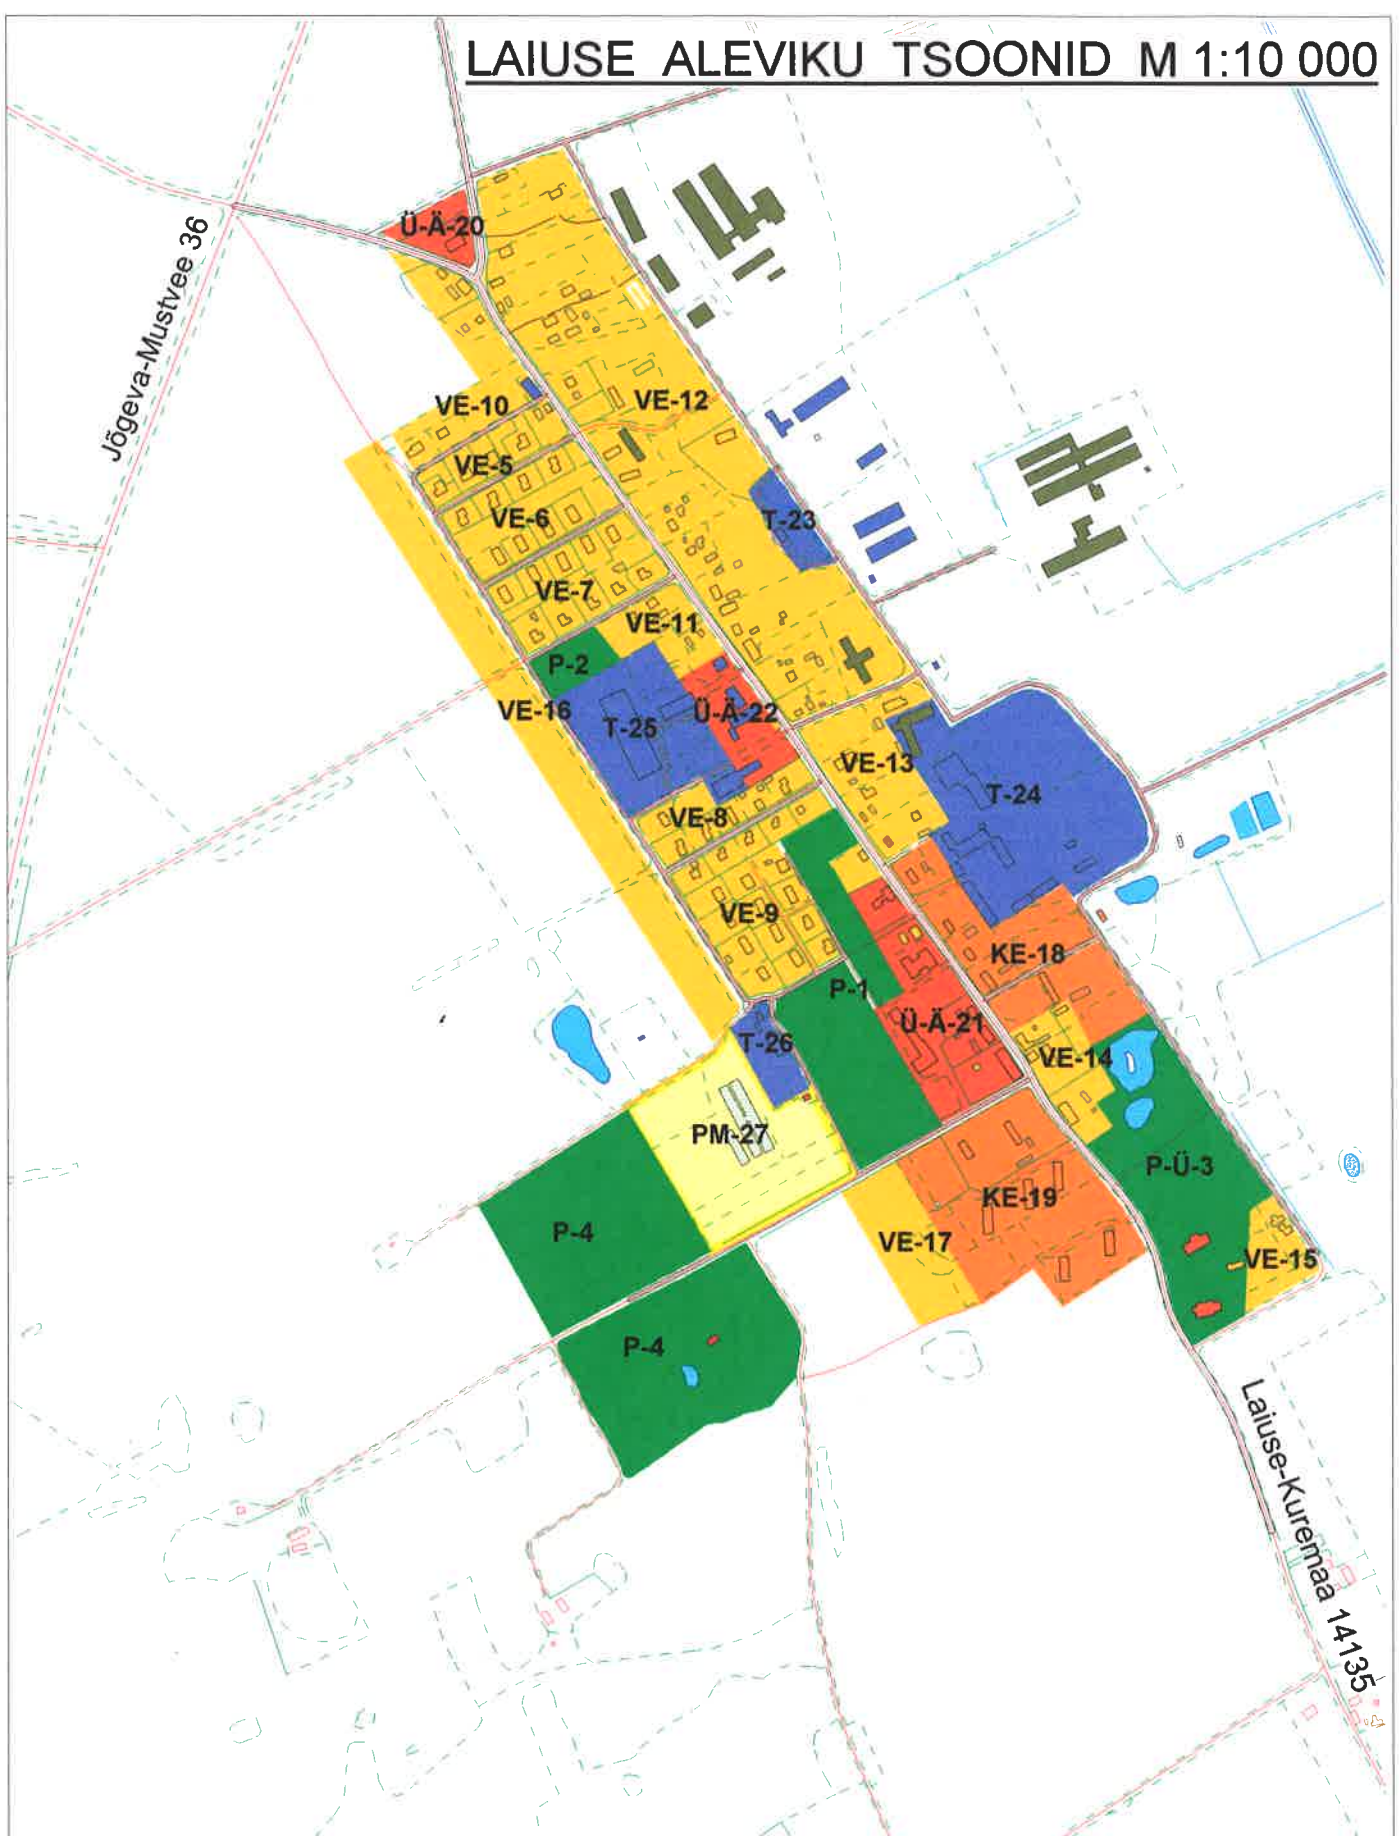 LAIUSE ALEVIKU TSOONID M 1:10 000
Ü-Ä-20
Jõgeva-Mustvee 36
VE-10
VE-12
VE-5
VE-6
T-23
VE-7
VE-11
P-2
VE-16
T-25
Ü-Ä-22
VE-13
T-24
VE-8
VE-9
KE-18
P-1
Ü-Ä-21
T-26
VE-14
PM-27
P-Ü-3
KE-19
P-4
VE-17
VE-15
P-4
Laiuse-Kuremaa 14135